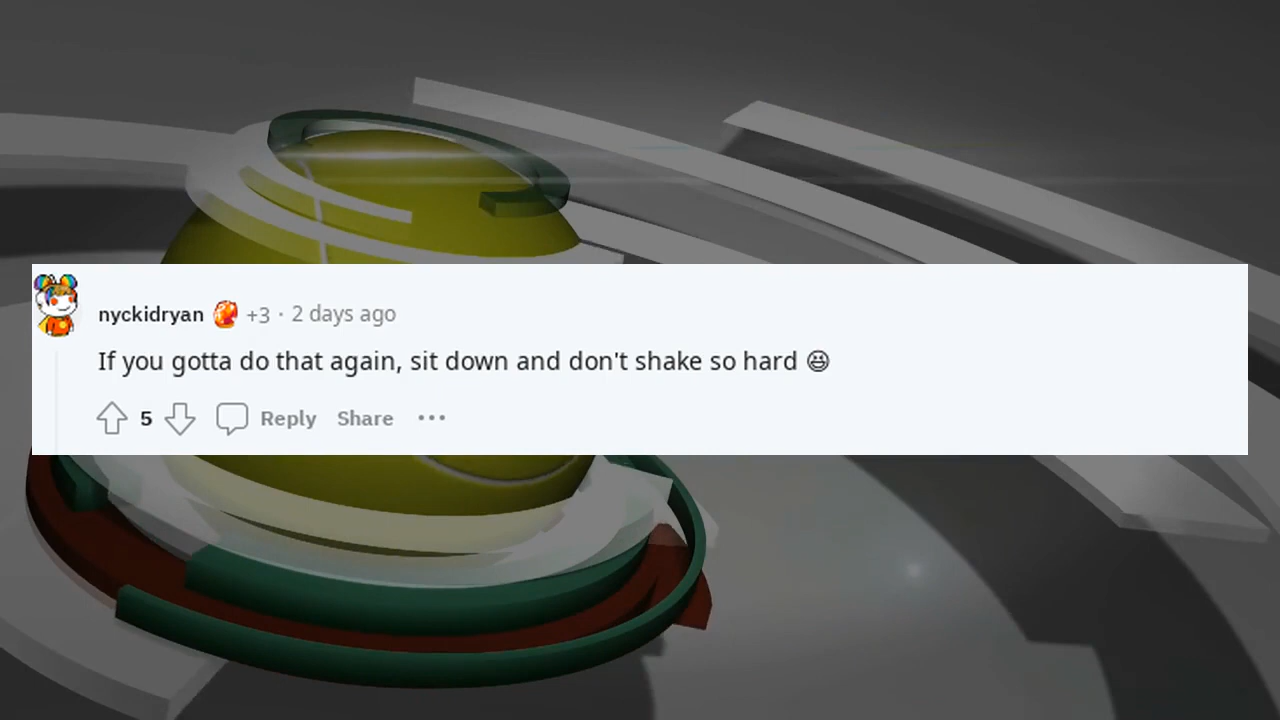 nyckidryan +3 · 2 days ago
If you gotta do that again, sit down and don't shake so hard 😆
5 Reply Share ···